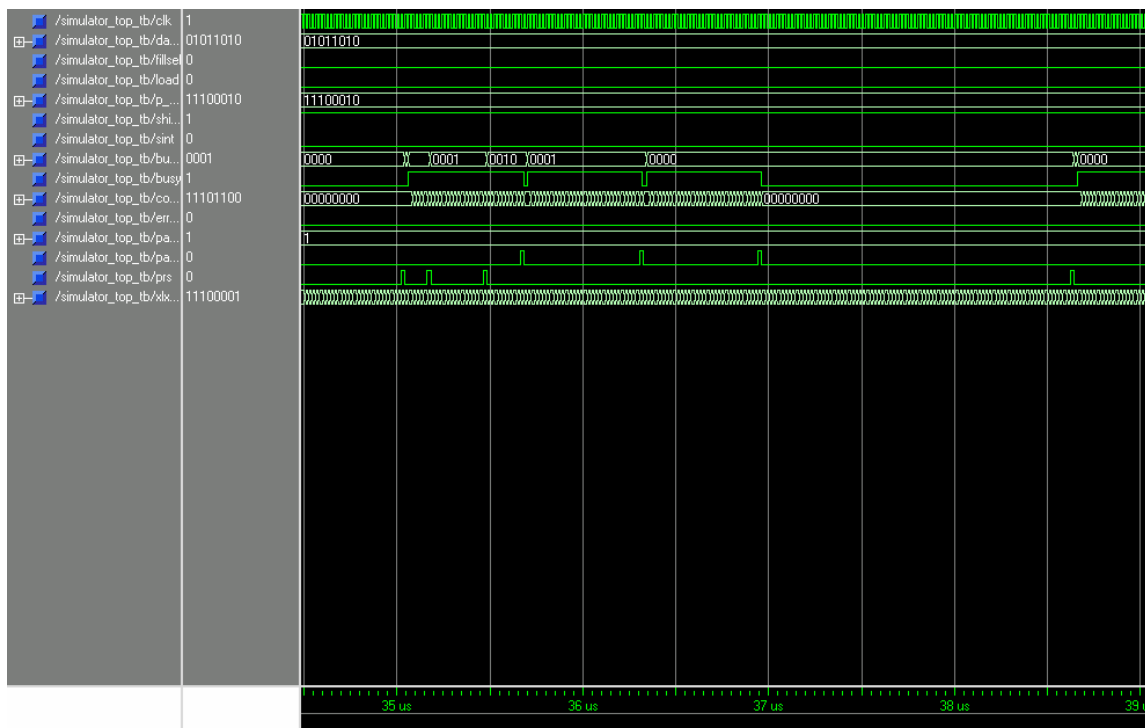 /simulator_top_tb/clk 1
/simulator_top_tb/da... 01011010 01011010
/simulator_top_tb/fillsel 0
/simulator_top_tb/load 0
/simulator_top_tb/p_... 11100010 11100010
/simulator_top_tb/shi... 1
/simulator_top_tb/sint 0
/simulator_top_tb/bu... 0001 0000 0001 0010 0001 0000 0000
/simulator_top_tb/busy 1
/simulator_top_tb/co... 11101100 00000000 00000000
/simulator_top_tb/err... 0
/simulator_top_tb/pa... 1 1
/simulator_top_tb/pa... 0
/simulator_top_tb/prs 0
/simulator_top_tb/xlx... 11100001
35 us 36 us 37 us 38 us 39